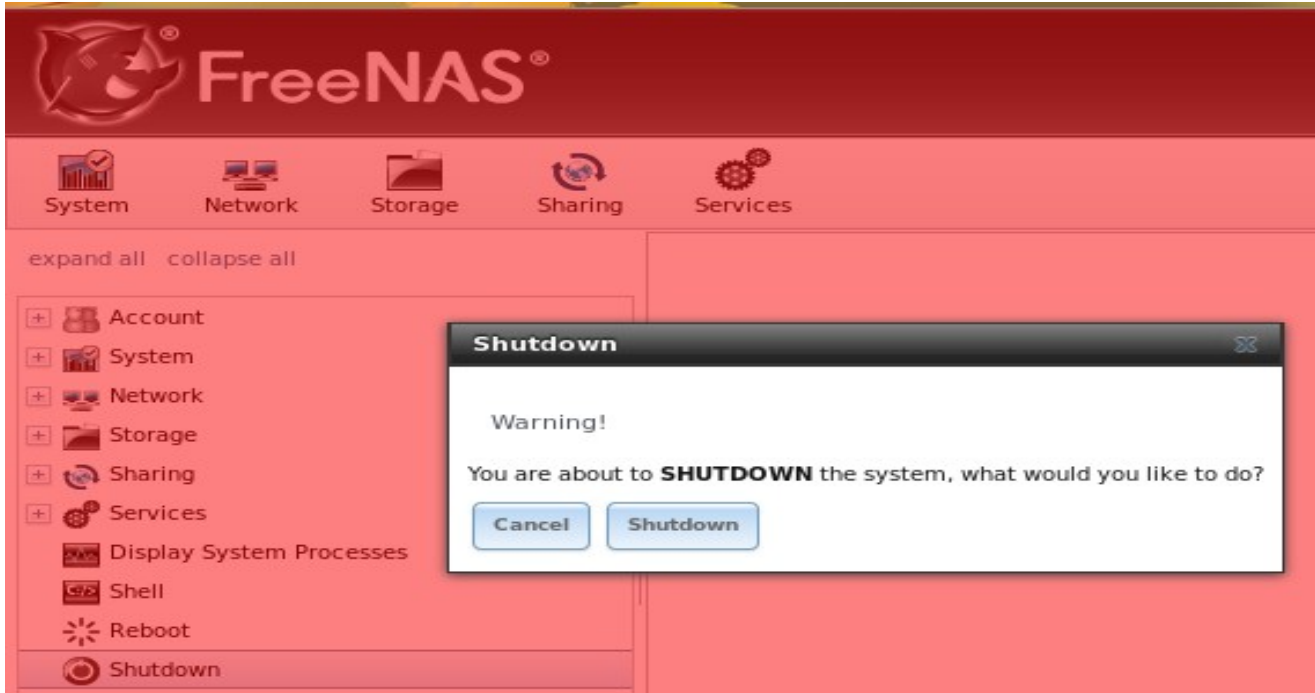 FreeNAS®
System Network Storage Sharing Services
expand all collapse all
Account
System
Network
Storage
Sharing
Services
Display System Processes
Shell
Reboot
Shutdown
Shutdown
Warning!
You are about to SHUTDOWN the system, what would you like to do?
Cancel Shutdown